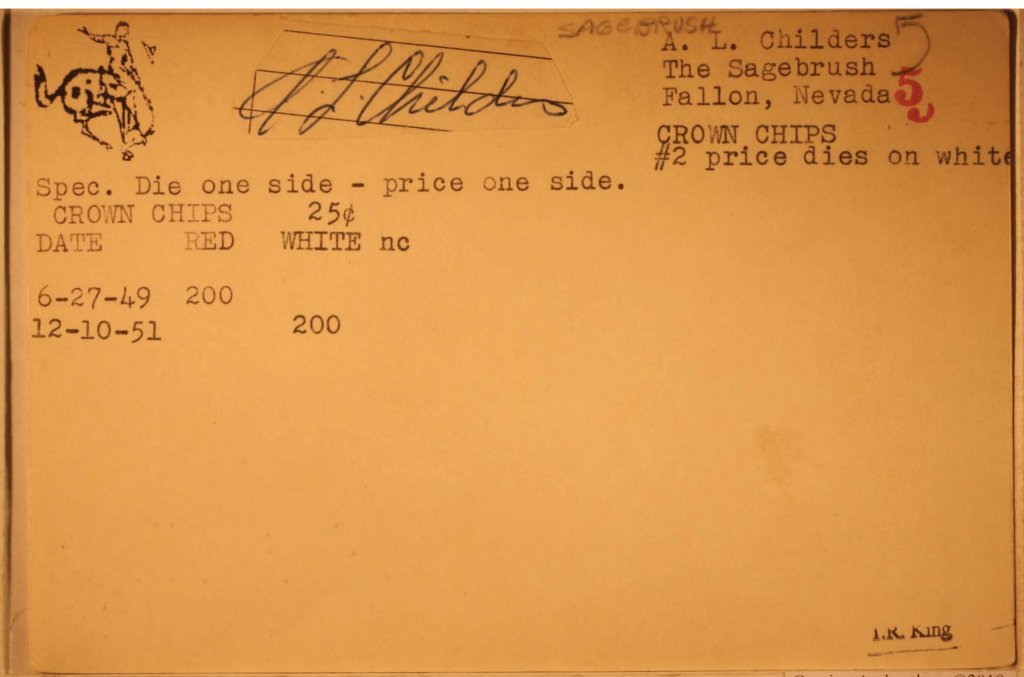 SAGEBRUSH
A. L. Childers
A. L. Childers 5
The Sagebrush
Fallon, Nevada 5
CROWN CHIPS
#2 price dies on white
Spec. Die one side - price one side.
CROWN CHIPS 25¢
DATE RED WHITE nc
6-27-49 200
12-10-51 200
T.R. King